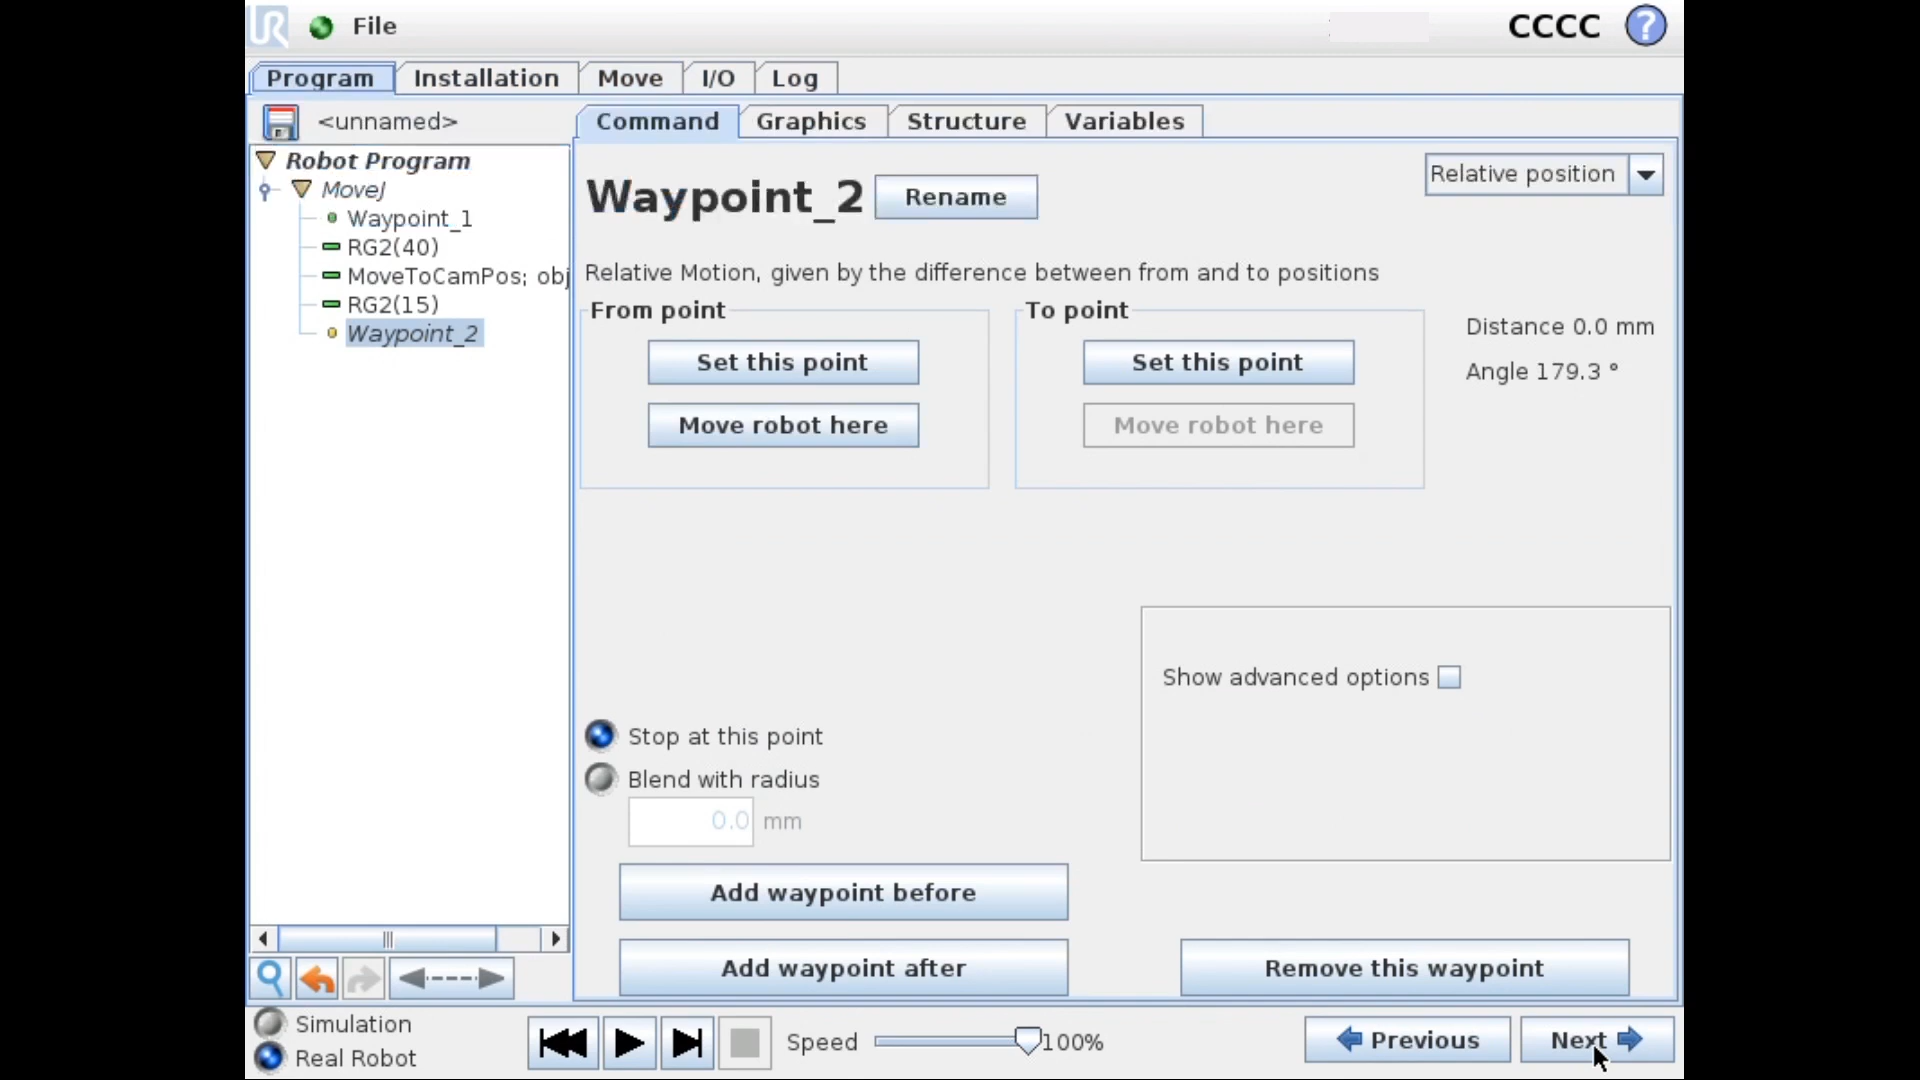 UR File CCCC ?
Program Installation Move I/O Log
<unnamed>
Command Graphics Structure Variables
Robot Program
MoveJ
Waypoint_1
RG2(40)
MoveToCamPos; obj
RG2(15)
Waypoint_2
Waypoint_2 Rename Relative position
Relative Motion, given by the difference between from and to positions
From point To point
Set this point Set this point
Move robot here Move robot here
Distance 0.0 mm
Angle 179.3 °
Show advanced options
Stop at this point
Blend with radius
0.0 mm
Add waypoint before
Add waypoint after Remove this waypoint
Simulation
Real Robot
Speed 100% Previous Next